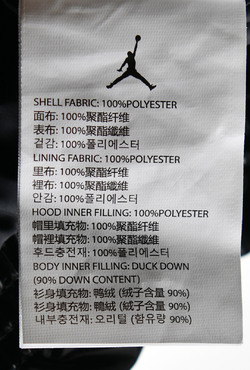 SHELL FABRIC: 100%POLYESTER
面布: 100%聚酯纤维
表布: 100%聚酯纖維
겉감: 100%폴리에스터
LINING FABRIC: 100%POLYESTER
里布: 100%聚酯纤维
裡布: 100%聚酯纖維
안감: 100%폴리에스터
HOOD INNER FILLING: 100%POLYESTER
帽里填充物: 100%聚酯纤维
帽裡填充物: 100%聚酯纖維
후드충전재: 100%폴리에스터
BODY INNER FILLING: DUCK DOWN
(90% DOWN CONTENT)
衫身填充物: 鸭绒 (绒子含量 90%)
衫身填充物: 鴨絨 (絨子含量 90%)
내부충전재: 오리털 (함유량 90%)